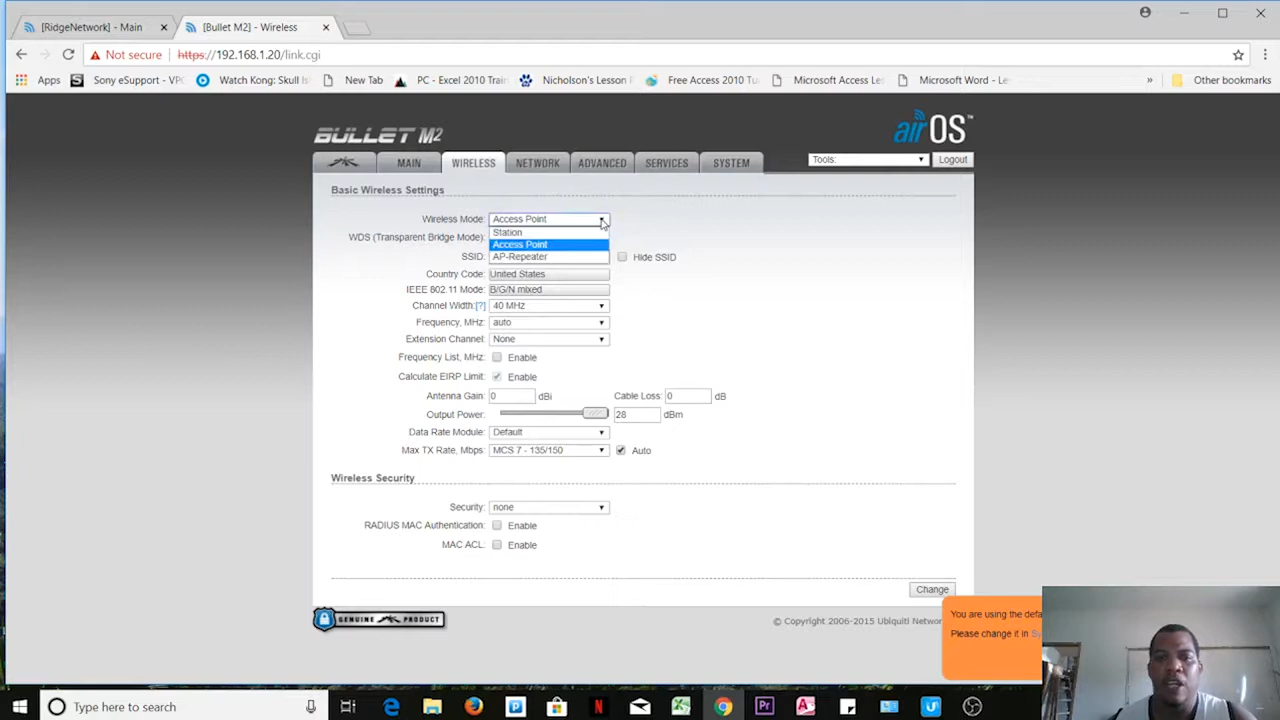 [RidgeNetwork] - Main
[Bullet M2] - Wireless
Not secure https://192.168.1.20/link.cgi
Apps Sony eSupport - VPC Watch Kong: Skull Is New Tab PC - Excel 2010 Train Nicholson's Lesson P Free Access 2010 Tu Microsoft Access Les Microsoft Word - Le » Other bookmarks
BULLET M2
airOS™
MAIN WIRELESS NETWORK ADVANCED SERVICES SYSTEM Tools: Logout
Basic Wireless Settings
Wireless Mode: Access Point
Station
WDS (Transparent Bridge Mode):
Access Point
SSID: AP-Repeater Hide SSID
Country Code: United States
IEEE 802.11 Mode: B/G/N mixed
Channel Width:[?] 40 MHz
Frequency, MHz: auto
Extension Channel: None
Frequency List, MHz: Enable
Calculate EIRP Limit: Enable
Antenna Gain: 0 dBi Cable Loss: 0 dB
Output Power: 28 dBm
Data Rate Module: Default
Max TX Rate, Mbps: MCS 7 - 135/150 Auto
Wireless Security
Security: none
RADIUS MAC Authentication: Enable
MAC ACL: Enable
Change
GENUINE PRODUCT
© Copyright 2006-2015 Ubiquiti Networ
You are using the defa
Please change it in Sy
Type here to search